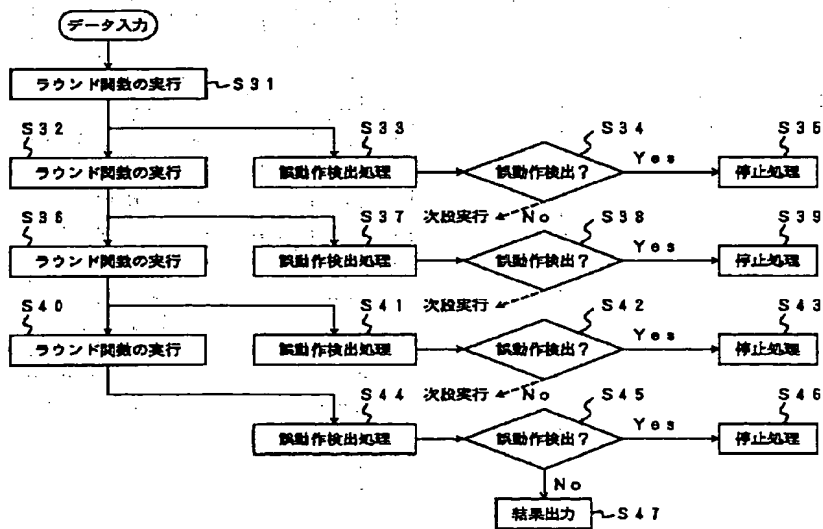 データ入力
ラウンド関数の実行
S31
S32
S33
S34
S35
ラウンド関数の実行
誤動作検出処理
誤動作検出?
Yes
停止処理
次段実行
No
S36
S37
S38
S39
ラウンド関数の実行
誤動作検出処理
誤動作検出?
Yes
停止処理
次段実行
S40
S41
S42
S43
ラウンド関数の実行
誤動作検出処理
誤動作検出?
Yes
停止処理
次段実行
No
S44
S45
S46
誤動作検出処理
誤動作検出?
Yes
停止処理
No
結果出力
S47